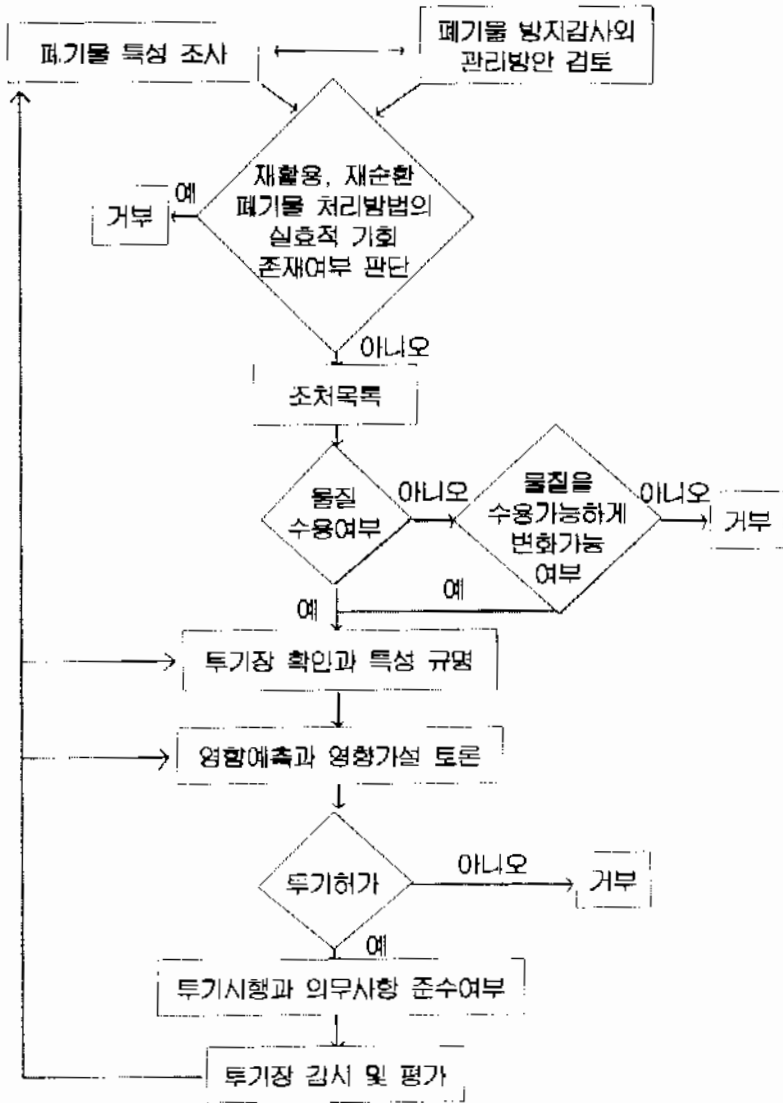 폐기물 특성 조사
폐기물 방지감사와
관리방안 검토
재활용, 재순환
폐기물 처리방법의
실효적 기회
존재여부 판단
예
거부
아니오
조처목록
물질
수용여부
아니오
물질을
수용가능하게
변화가능
여부
아니오
거부
예
예
투기장 확인과 특성 규명
영향예측과 영향가설 토론
투기허가
아니오
거부
예
투기시행과 의무사항 준수여부
투기장 감시 및 평가